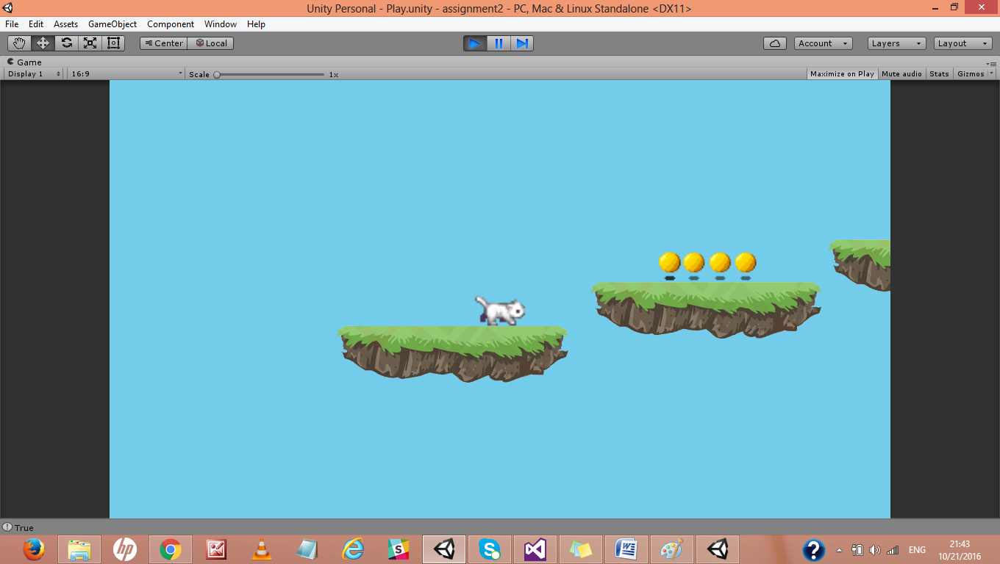 Unity Personal - Play.unity - assignment2 - PC, Mac & Linux Standalone <DX11>
File Edit Assets GameObject Component Window Help
Center Local Account Layers Layout
Game
Display 1 16:9 Scale 1x Maximize on Play Mute audio Stats Gizmos
True
hp
S
S
W
?
ENG
21:43
10/21/2016